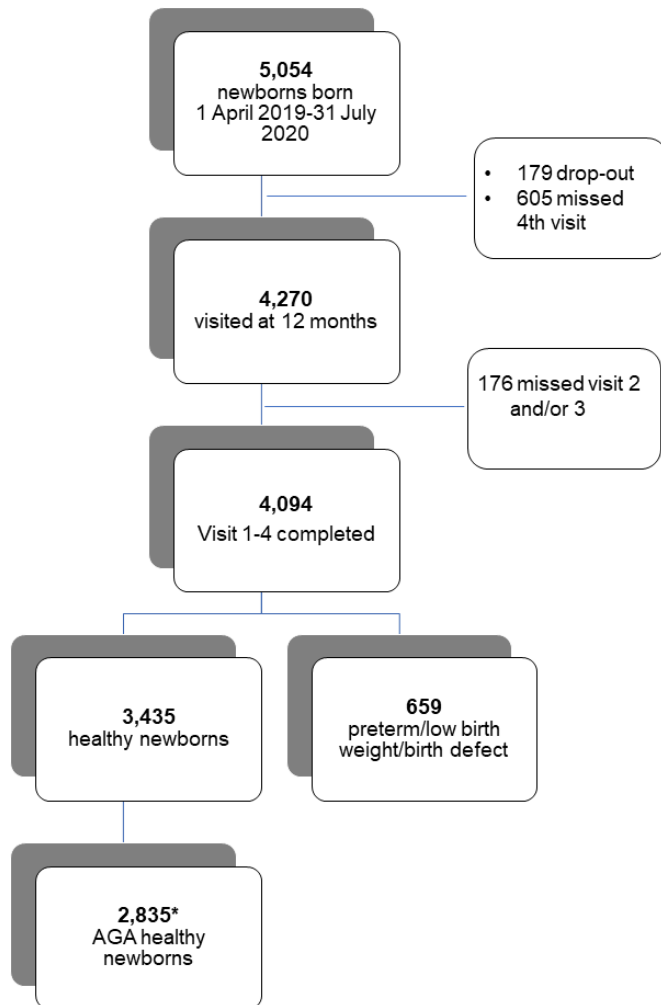 5,054
newborns born
1 April 2019-31 July
2020
• 179 drop-out
• 605 missed
4th visit
4,270
visited at 12 months
176 missed visit 2
and/or 3
4,094
Visit 1-4 completed
3,435
healthy newborns
659
preterm/low birth
weight/birth defect
2,835*
AGA healthy
newborns